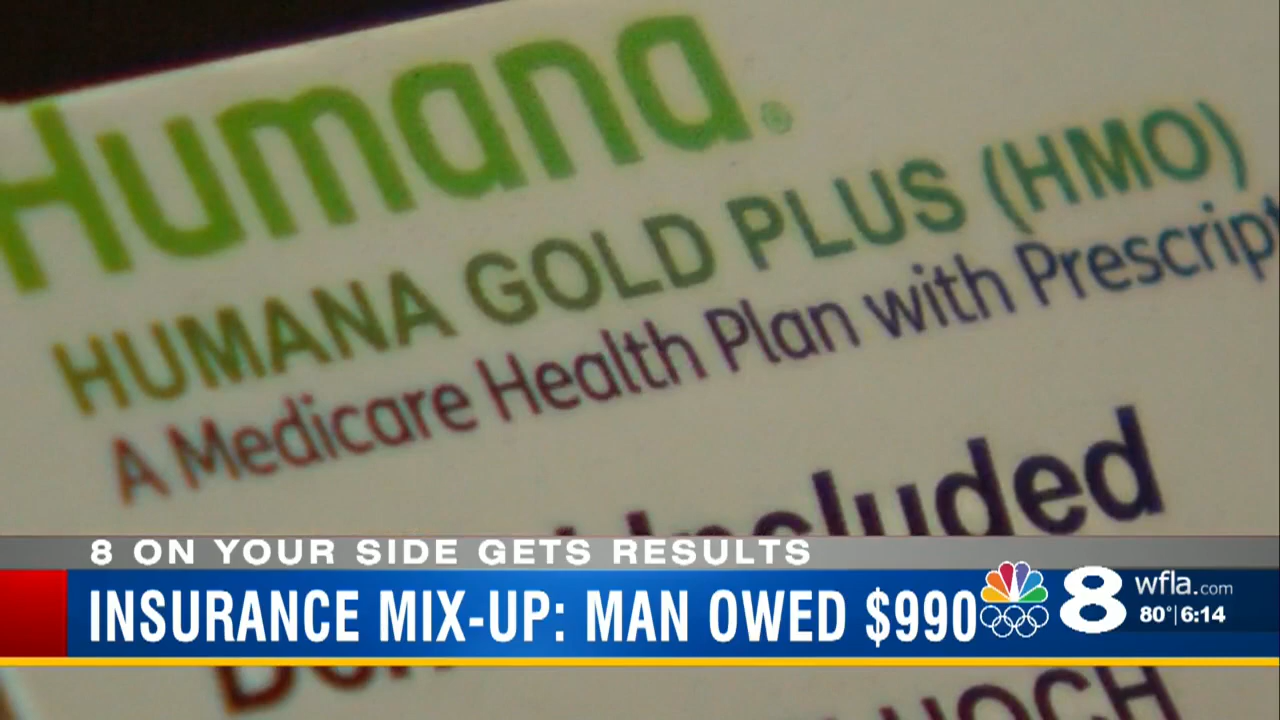 Humana®
HUMANA GOLD PLUS (HMO)
A Medicare Health Plan with Prescript
Included
8 ON YOUR SIDE GETS RESULTS
INSURANCE MIX-UP: MAN OWED $990
8
wfla.com
80° | 6:14